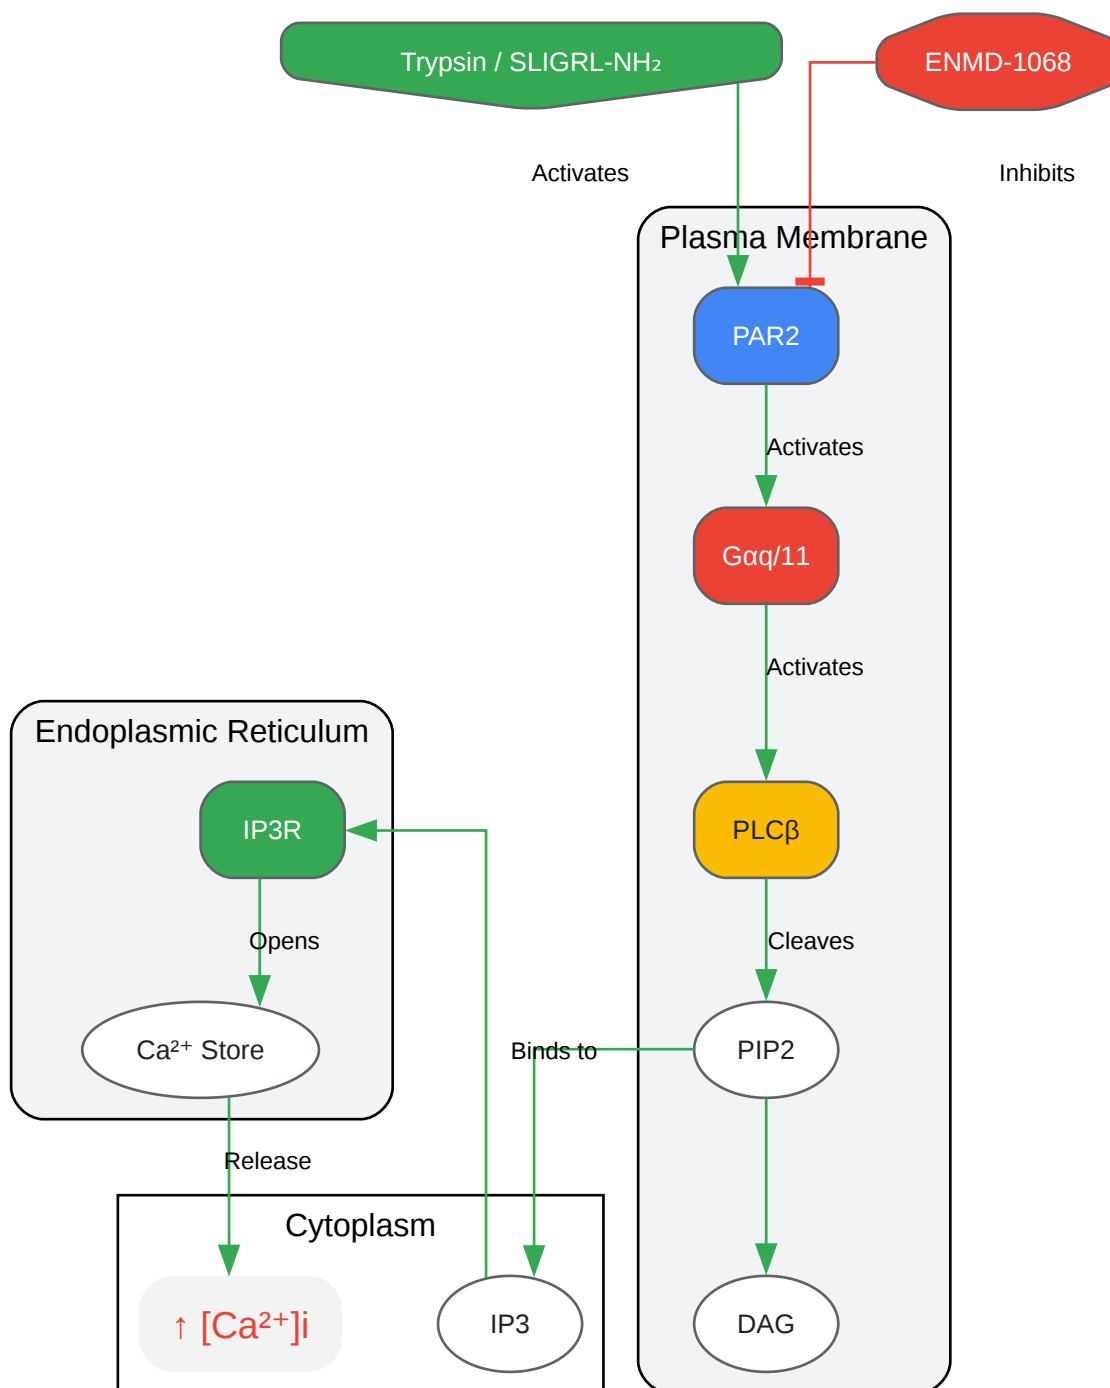 Trypsin / SLIGRL-NH₂
ENMD-1068
Activates
Inhibits
Plasma Membrane
PAR2
Activates
Gαq/11
Activates
Endoplasmic Reticulum
IP3R
PLCβ
Opens
Cleaves
Ca²⁺ Store
Binds to
PIP2
Release
Cytoplasm
↑ [Ca²⁺]i
IP3
DAG